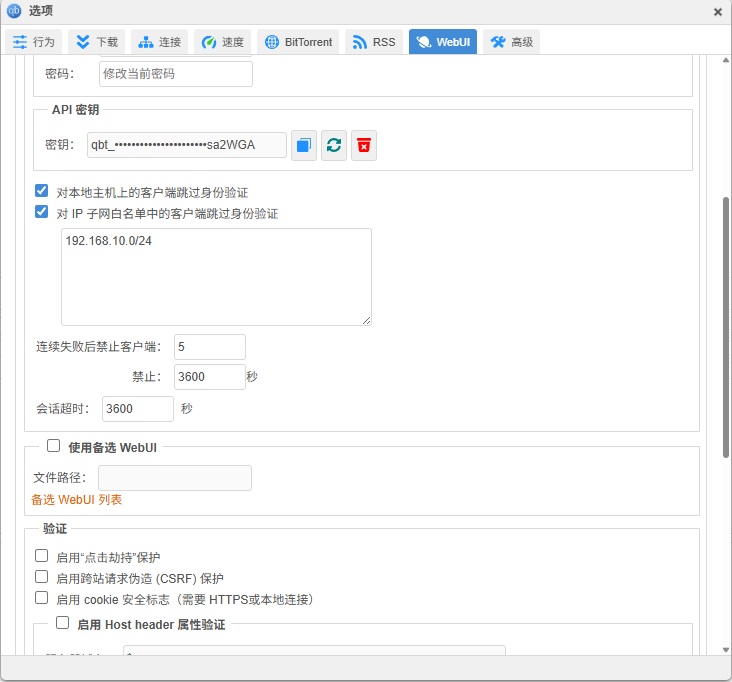 选项
行为 下载 连接 速度 BitTorrent RSS WebUI 高级
密码： 修改当前密码
API 密钥
密钥： qbt_••••••••••••••••••••••sa2WGA
对本地主机上的客户端跳过身份验证
对 IP 子网白名单中的客户端跳过身份验证
192.168.10.0/24
连续失败后禁止客户端： 5
禁止： 3600 秒
会话超时： 3600 秒
使用备选 WebUI
文件路径：
备选 WebUI 列表
验证
启用“点击劫持”保护
启用跨站请求伪造 (CSRF) 保护
启用 cookie 安全标志（需要 HTTPS或本地连接）
启用 Host header 属性验证